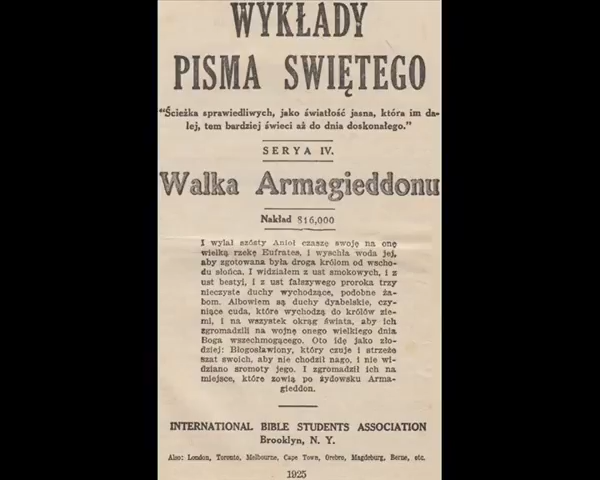 WYKŁADY
PISMA SWIĘTEGO
"Ścieżka sprawiedliwych, jako światłość jasna, która im da-
lej, tem bardziej świeci aż do dnia doskonałego."
SERYA IV.
Walka Armagieddonu
Nakład 816,000
I wylał szósty Anioł czaszę swoję na onę
wielką rzekę Eufrates, i wyschła woda jej,
aby zgotowana była droga królom od wscho-
du słońca. I widziałem z ust smokowych, i z
ust bestyi, i z ust fałszywego proroka trzy
nieczyste duchy wychodzące, podobne ża-
bom. Albowiem są duchy dyabelskie, czy-
niące cuda, które wychodzą do królów zie-
mi, i na wszystek okrąg świata, aby ich
zgromadzili na wojnę onego wielkiego dnia
Boga wszechmogącego. Oto idę jako zło-
dziej: Błogosławiony, który czuje i strzeże
szat swoich, aby nie chodził nago, i nie wi-
dziano sromoty jego. I zgromadził ich na
miejsce, które zowią po żydowsku Arma-
gieddon.
INTERNATIONAL BIBLE STUDENTS ASSOCIATION
Brooklyn, N. Y.
Also: London, Toronto, Melbourne, Cape Town, Orebro, Magdeburg, Berne, etc.
1925